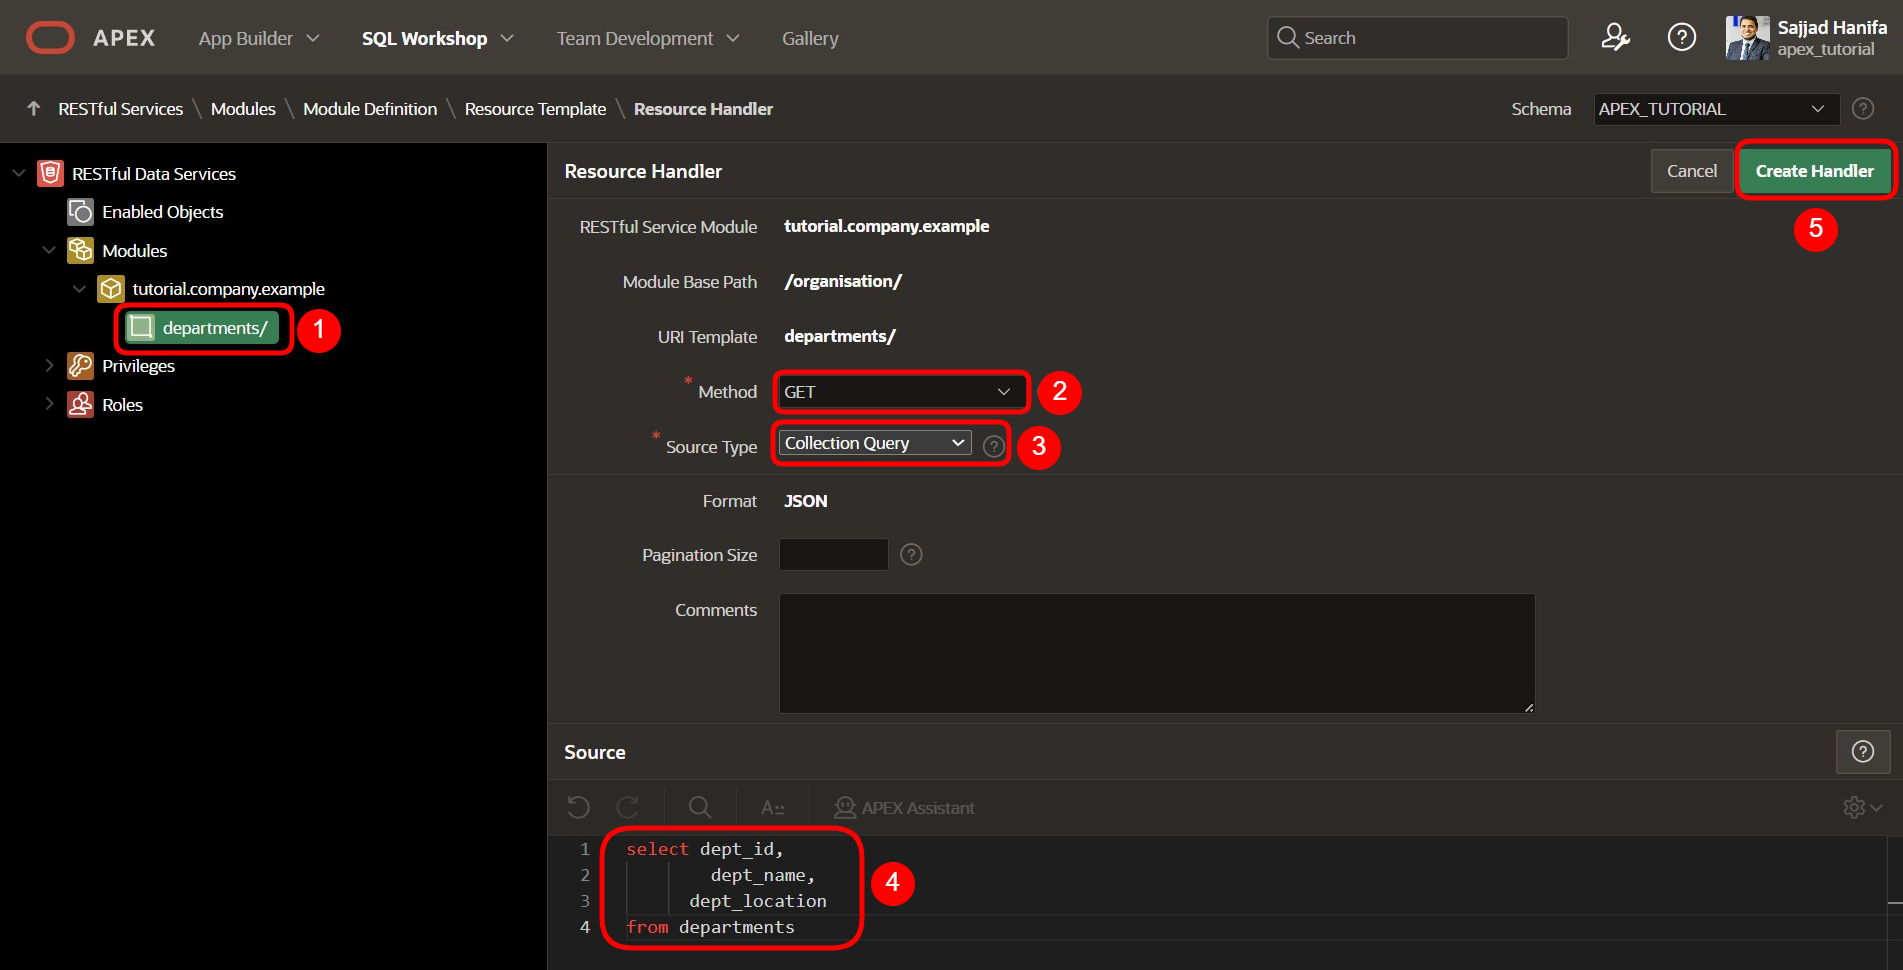 APEX App Builder SQL Workshop Team Development Gallery Search Sajjad Hanifa
apex_tutorial
RESTful Services \ Modules \ Module Definition \ Resource Template \ Resource Handler Schema APEX_TUTORIAL
RESTful Data Services
Enabled Objects
Modules
tutorial.company.example
departments/ 1
Privileges
Roles
Resource Handler Cancel Create Handler
5
RESTful Service Module tutorial.company.example
Module Base Path /organisation/
URI Template departments/
* Method GET 2
* Source Type Collection Query 3
Format JSON
Pagination Size
Comments
Source
A:: APEX Assistant
1 select dept_id,
2 dept_name,
3 dept_location
4 from departments
4